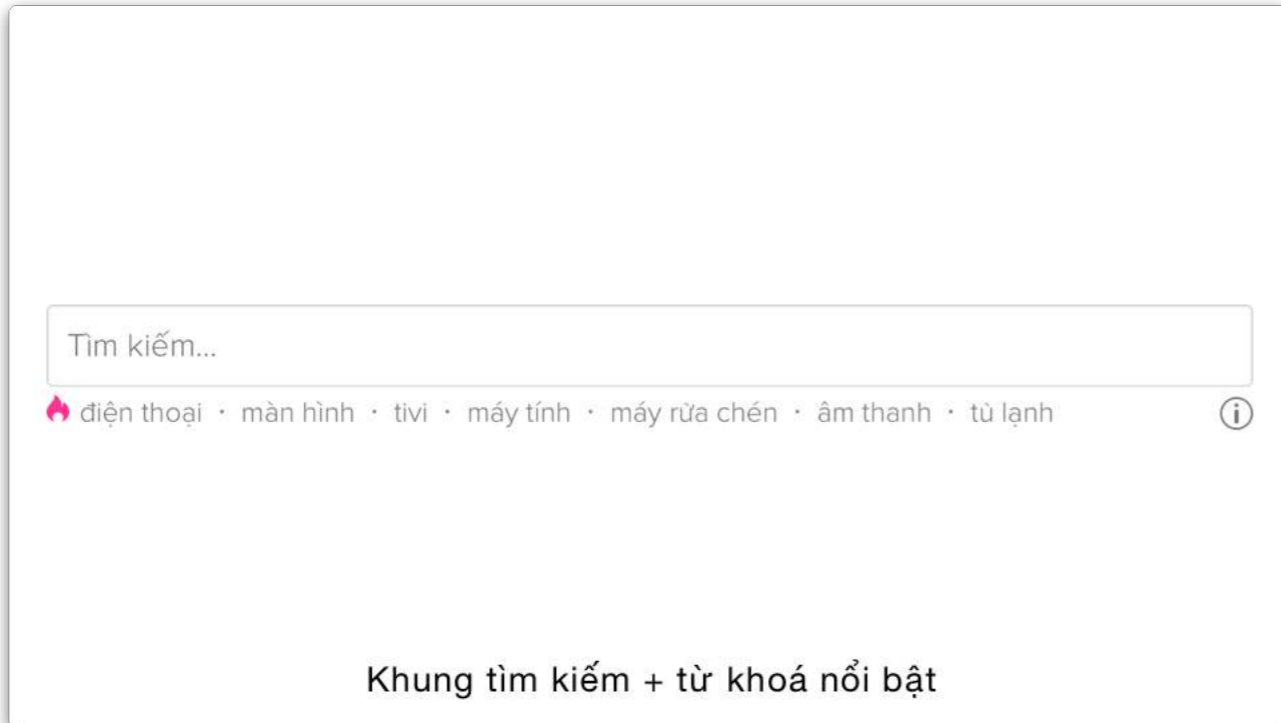 Tìm kiếm...
điện thoại · màn hình · tivi · máy tính · máy rửa chén · âm thanh · tủ lạnh
Khung tìm kiếm + từ khoá nổi bật